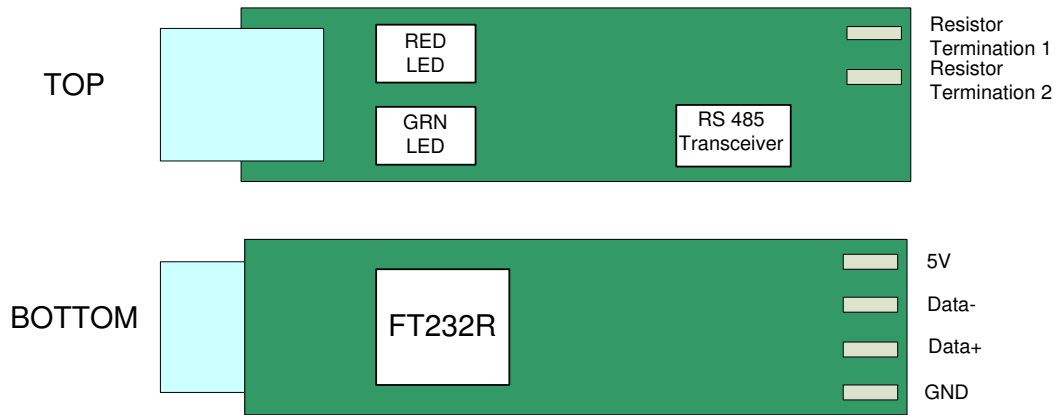 TOP
RED
LED
GRN
LED
RS 485
Transceiver
Resistor
Termination 1
Resistor
Termination 2
BOTTOM
FT232R
5V
Data-
Data+
GND